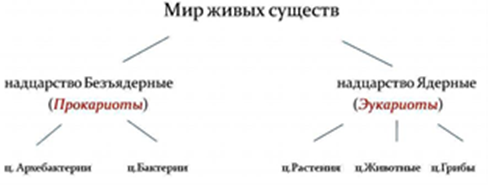 Мир живых существ
надцарство Безъядерные
(Прокариоты)
надцарство Ядерные
(Эукариоты)
ц. Архебактерии ц.Бактерии ц.Растения ц.Животные ц.Грибы